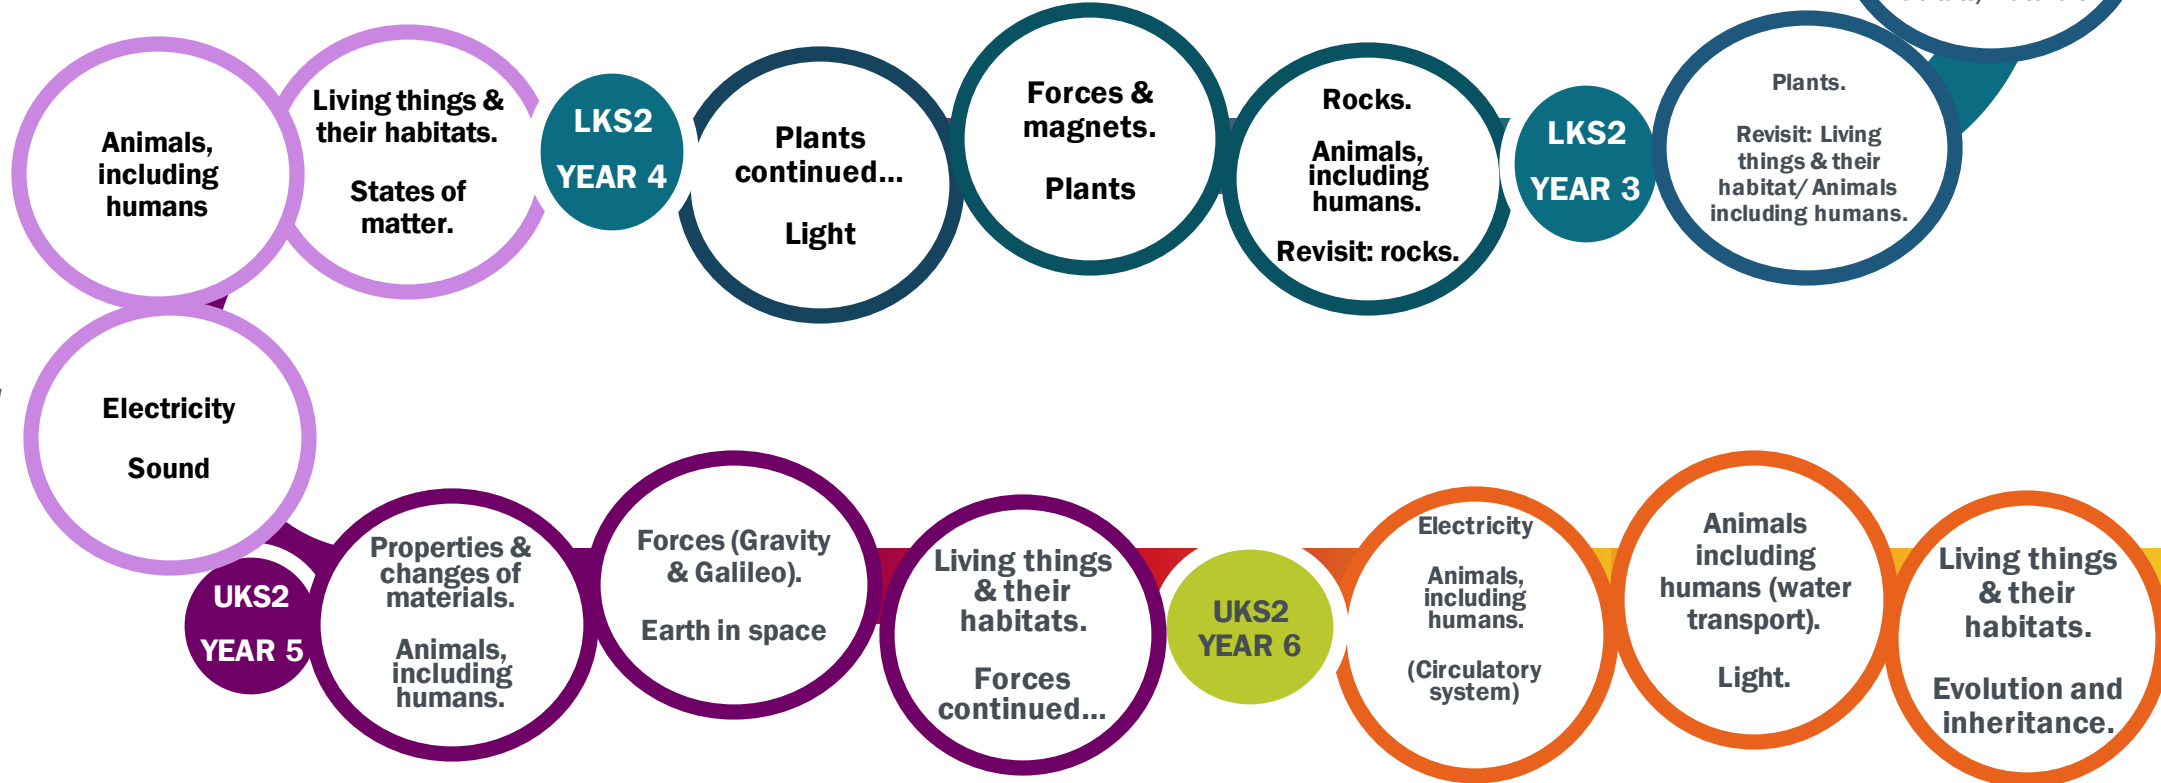 Animals,
including
humans
Living things &
their habitats.
States of
matter.
LKS2
YEAR 4
Plants
continued...
Light
Forces &
magnets.
Plants
Rocks.
Animals,
including
humans.
Revisit: rocks.
LKS2
YEAR 3
Plants.
Revisit: Living
things & their
habitat/ Animals
including humans.
Electricity
Sound
UKS2
YEAR 5
Properties &
changes of
materials.
Animals,
including
humans.
Forces (Gravity
& Galileo).
Earth in space
Living things
& their
habitats.
Forces
continued...
UKS2
YEAR 6
Electricity
Animals,
including
humans.
(Circulatory
system)
Animals
including
humans (water
transport).
Light.
Living things
& their
habitats.
Evolution and
inheritance.